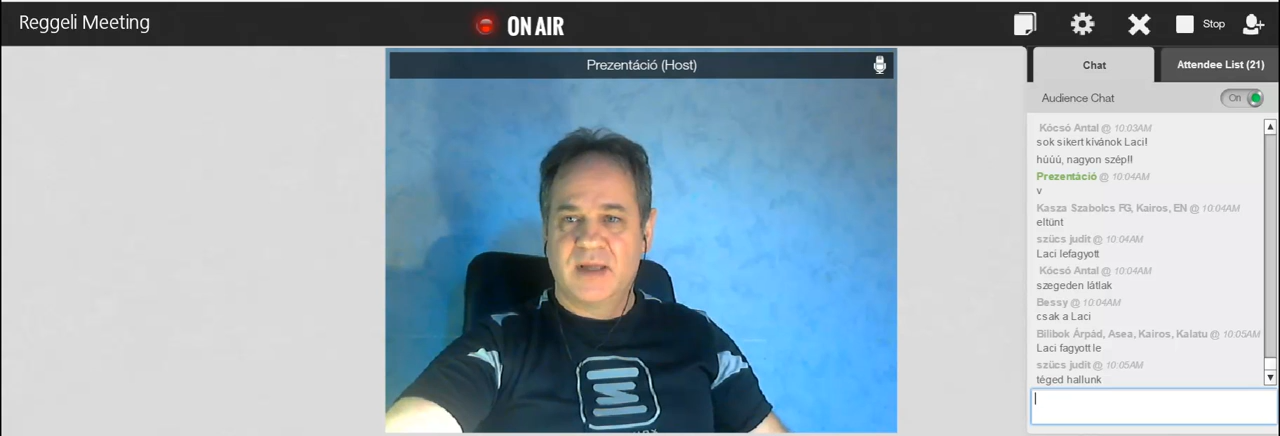 Reggeli Meeting
ON AIR
Stop
Prezentáció (Host)
Chat
Attendee List (21)
Audience Chat
On
Kócsó Antal @ 10:03AM
sok sikert kívánok Laci!
húúú, nagyon szép!!
Prezentáció @ 10:04AM
v
Kasza Szabolcs FG, Kairos, EN @ 10:04AM
eltűnt
szücs judit @ 10:04AM
Laci lefagyott
Kócsó Antal @ 10:04AM
szegeden látlak
Bessy @ 10:04AM
csak a Laci
Bilibok Árpád, Asea, Kairos, Kalatu @ 10:05AM
Laci fagyott le
szücs judit @ 10:05AM
téged hallunk